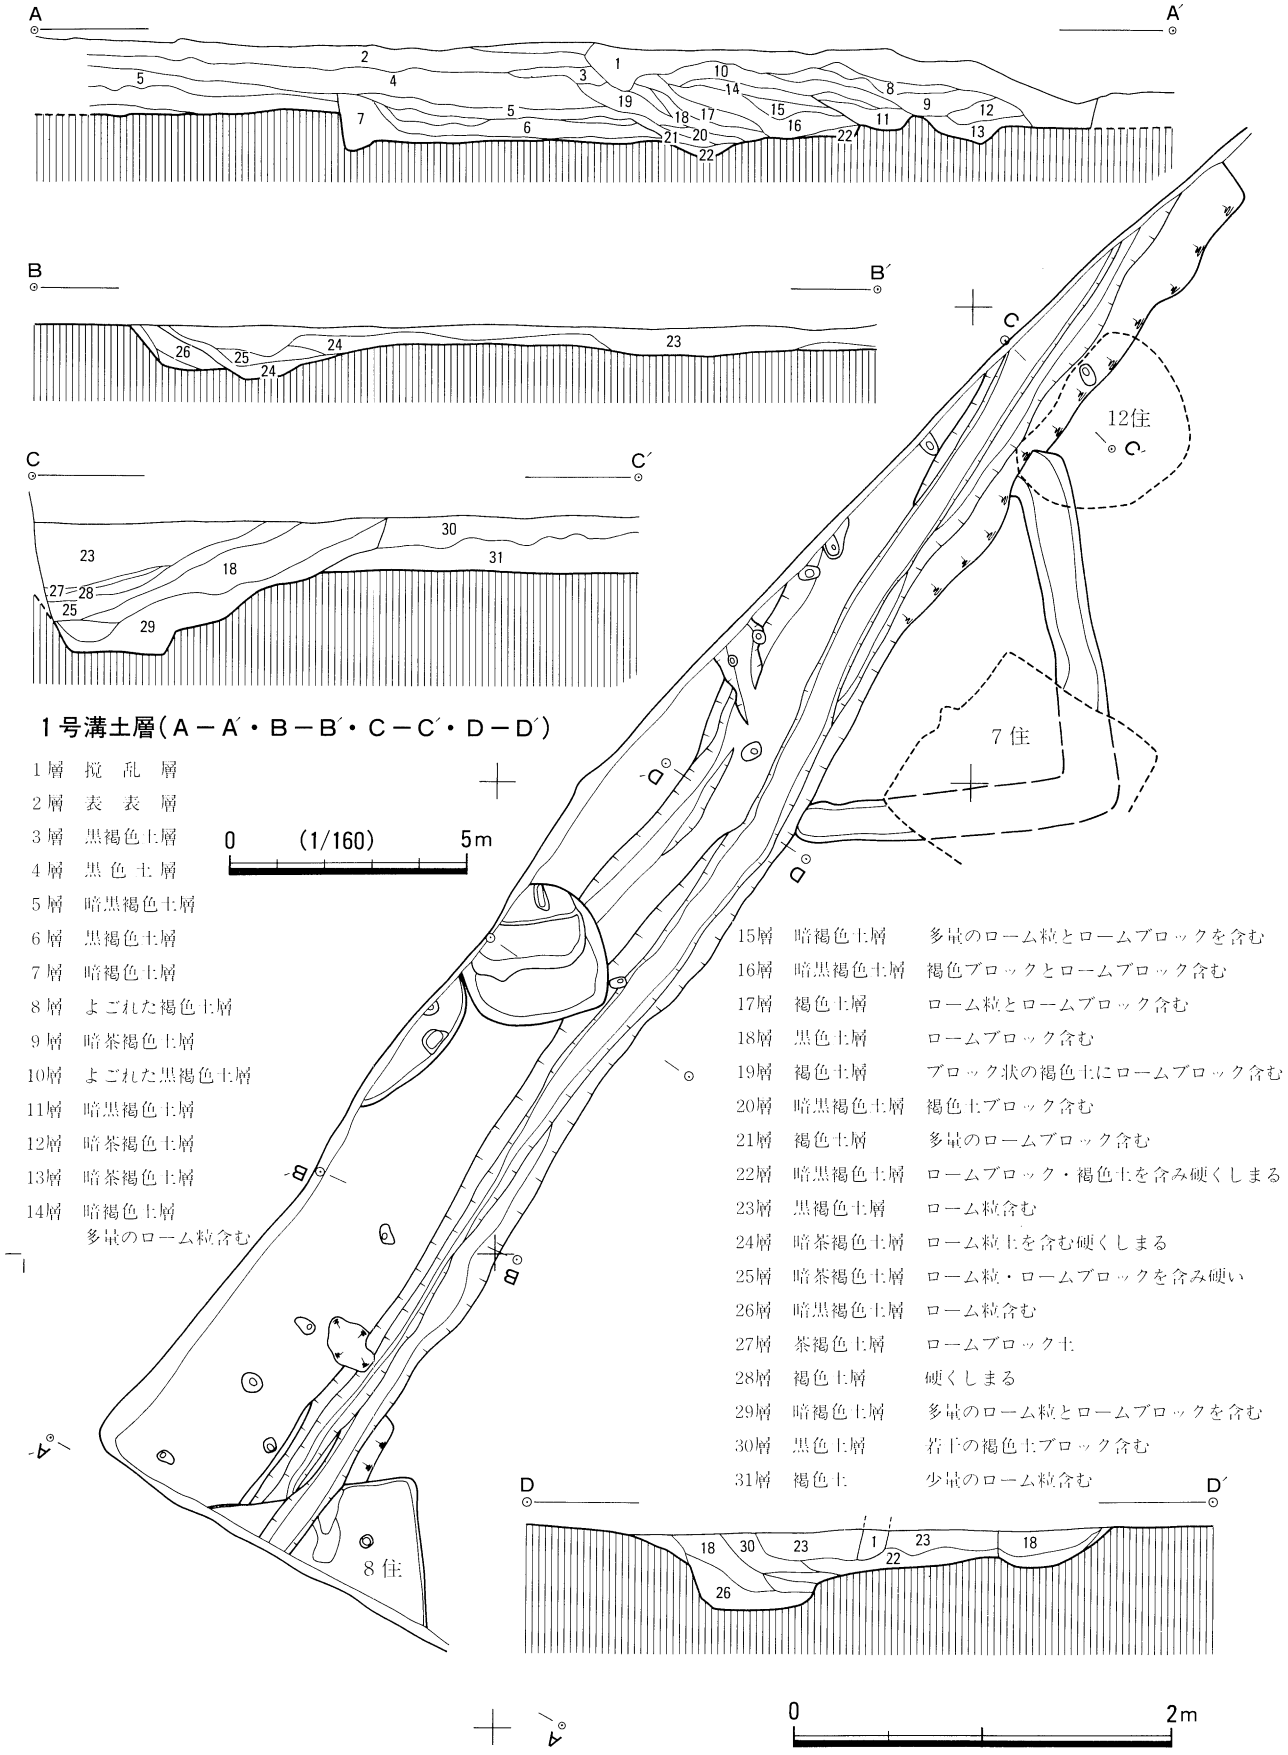 A A′
1 2 3 4 5 5 6 7 8 9 10 11 12 13 14 15 16 17 18 19 20 21 22 22
B B′
23 24 24 25 26
C C′
18 23 25 27 28 29 30 31
1号溝土層(A－A′・B－B′・C－C′・D－D′)
1層 撹乱層
2層 表表層
3層 黒褐色土層
4層 黒色土層
5層 暗黒褐色土層
6層 黒褐色土層
7層 暗褐色土層
8層 よごれた褐色土層
9層 暗茶褐色土層
10層 よごれた黒褐色土層
11層 暗黒褐色土層
12層 暗茶褐色土層
13層 暗茶褐色土層
14層 暗褐色土層
多量のローム粒含む
0 (1/160) 5m
C
12住
C′
7住
D′
D
B′
B
A′
8住
A
15層 暗褐色土層 多量のローム粒とロームブロックを含む
16層 暗黒褐色土層 褐色ブロックとロームブロック含む
17層 褐色土層 ローム粒とロームブロック含む
18層 黒色土層 ロームブロック含む
19層 褐色土層 ブロック状の褐色土にロームブロック含む
20層 暗黒褐色土層 褐色土ブロック含む
21層 褐色土層 多量のロームブロック含む
22層 暗黒褐色土層 ロームブロック・褐色土を含み硬くしまる
23層 黒褐色土層 ローム粒含む
24層 暗茶褐色土層 ローム粒土を含む硬くしまる
25層 暗茶褐色土層 ローム粒・ロームブロックを含み硬い
26層 暗黒褐色土層 ローム粒含む
27層 茶褐色土層 ロームブロック土
28層 褐色土層 硬くしまる
29層 暗褐色土層 多量のローム粒とロームブロックを含む
30層 黒色土層 若干の褐色土ブロック含む
31層 褐色土 少量のローム粒含む
D D′
18 30 23 1 23 22 18 26
0 2m